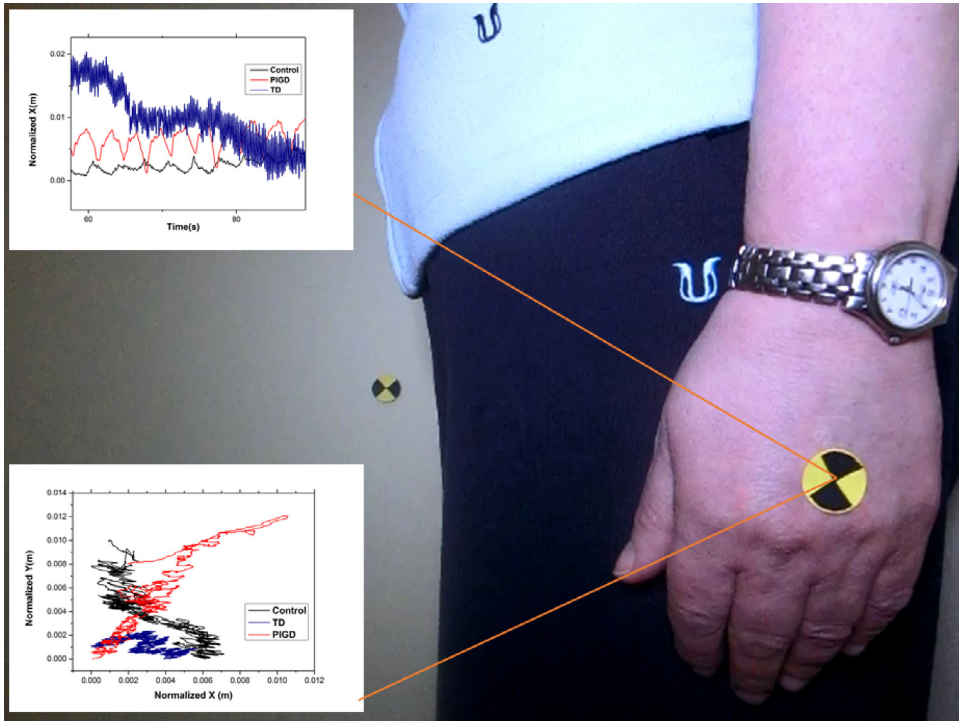 0.02
0.01
0.00
Normalized X(m)
60
80
Time(s)
Control
PIGD
TD
0.014
0.012
0.010
0.008
0.006
0.004
0.002
0.000
Normalized Y(m)
0.000
0.002
0.004
0.006
0.008
0.010
0.012
Normalized X (m)
Control
TD
PIGD